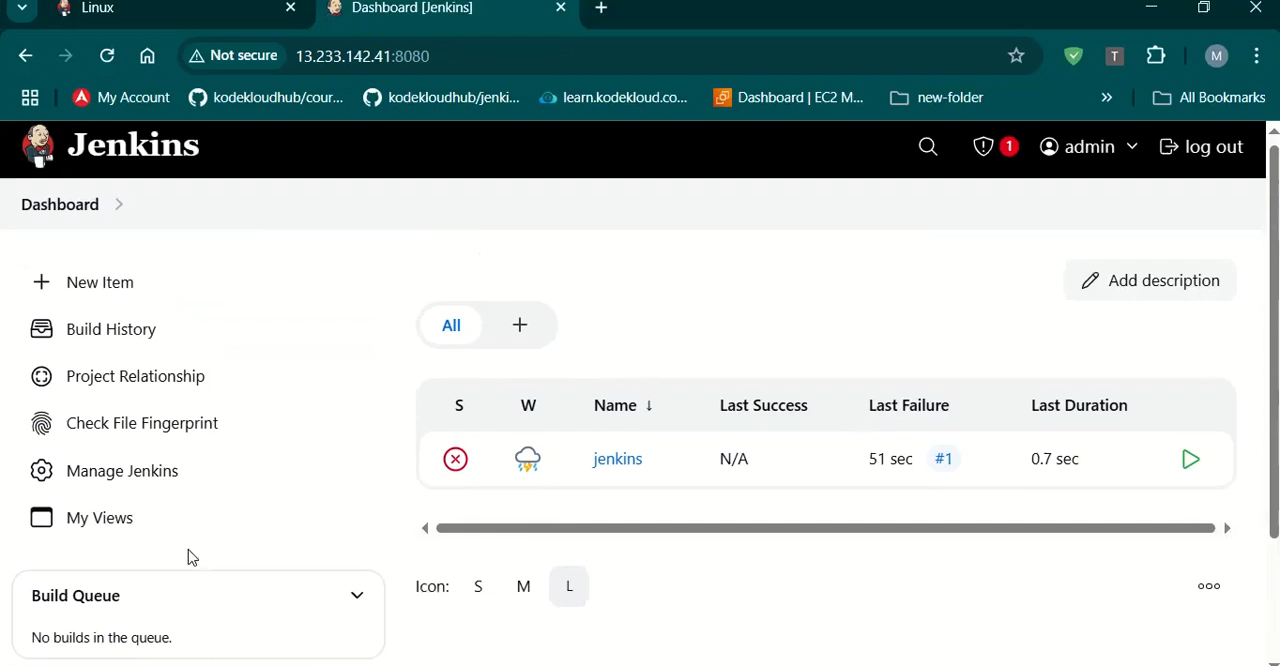 Linux
Dashboard [Jenkins]
Not secure 13.233.142.41:8080
T
M
My Account
kodekloudhub/cour...
kodekloudhub/jenki...
learn.kodekloud.co...
Dashboard | EC2 M...
new-folder
All Bookmarks
Jenkins
1
admin
log out
Dashboard
New Item
Add description
Build History
All
Project Relationship
S W Name ↓ Last Success Last Failure Last Duration
Check File Fingerprint
jenkins N/A 51 sec #1 0.7 sec
Manage Jenkins
My Views
Icon: S M L
Build Queue
No builds in the queue.